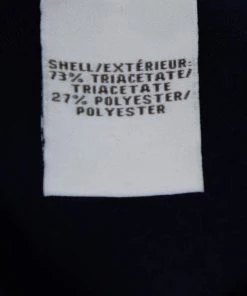 SHELL/EXTÉRIEUR:
73% TRIACETATE/
TRIACETATE
27% POLYESTER/
POLYESTER